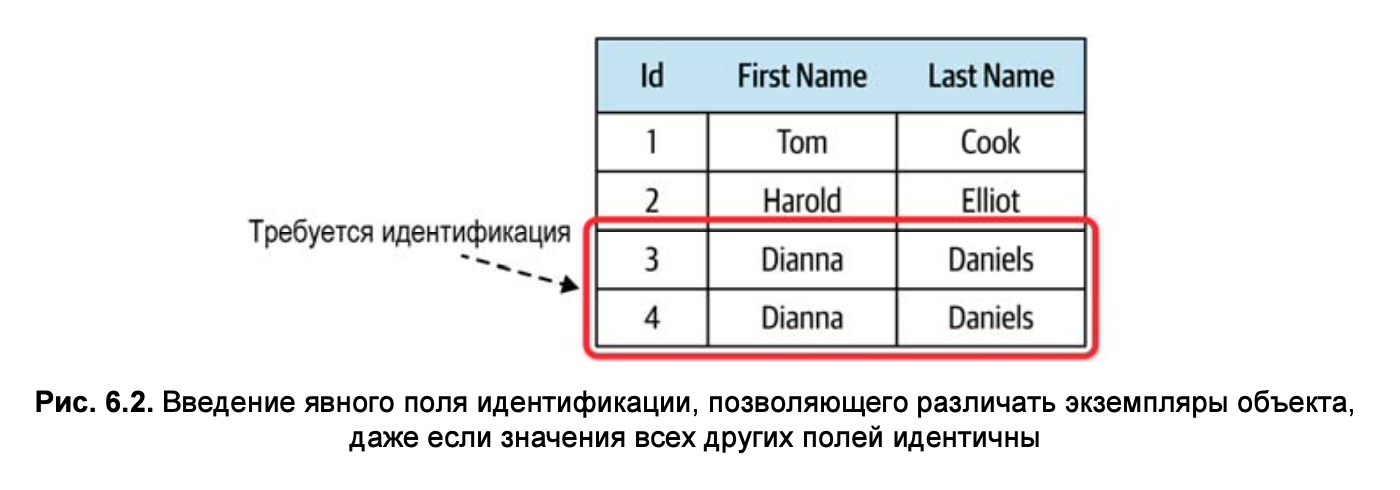 Id First Name Last Name
1 Tom Cook
2 Harold Elliot
Требуется идентификация
3 Dianna Daniels
4 Dianna Daniels
Рис. 6.2. Введение явного поля идентификации, позволяющего различать экземпляры объекта,
даже если значения всех других полей идентичны